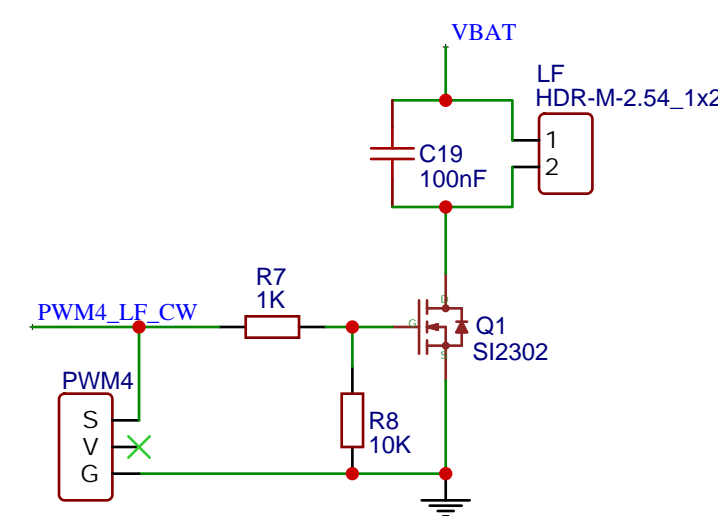 VBAT
LF
HDR-M-2.54_1x2
1
2
C19
100nF
R7
1K
PWM4_LF_CW
D
G
S
Q1
SI2302
PWM4
S
V
G
R8
10K